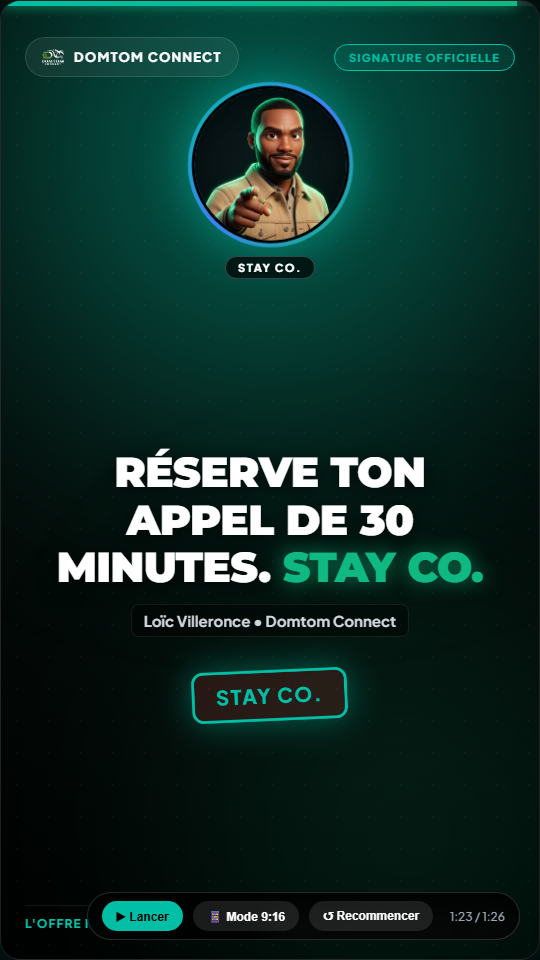 DOMTOM CONNECT
SIGNATURE OFFICIELLE
STAY CO.
RÉSERVE TON
APPEL DE 30
MINUTES. STAY CO.
Loïc Villeronce • Domtom Connect
STAY CO.
L'OFFRE
▶ Lancer
Mode 9:16
↺ Recommencer
1:23 / 1:26